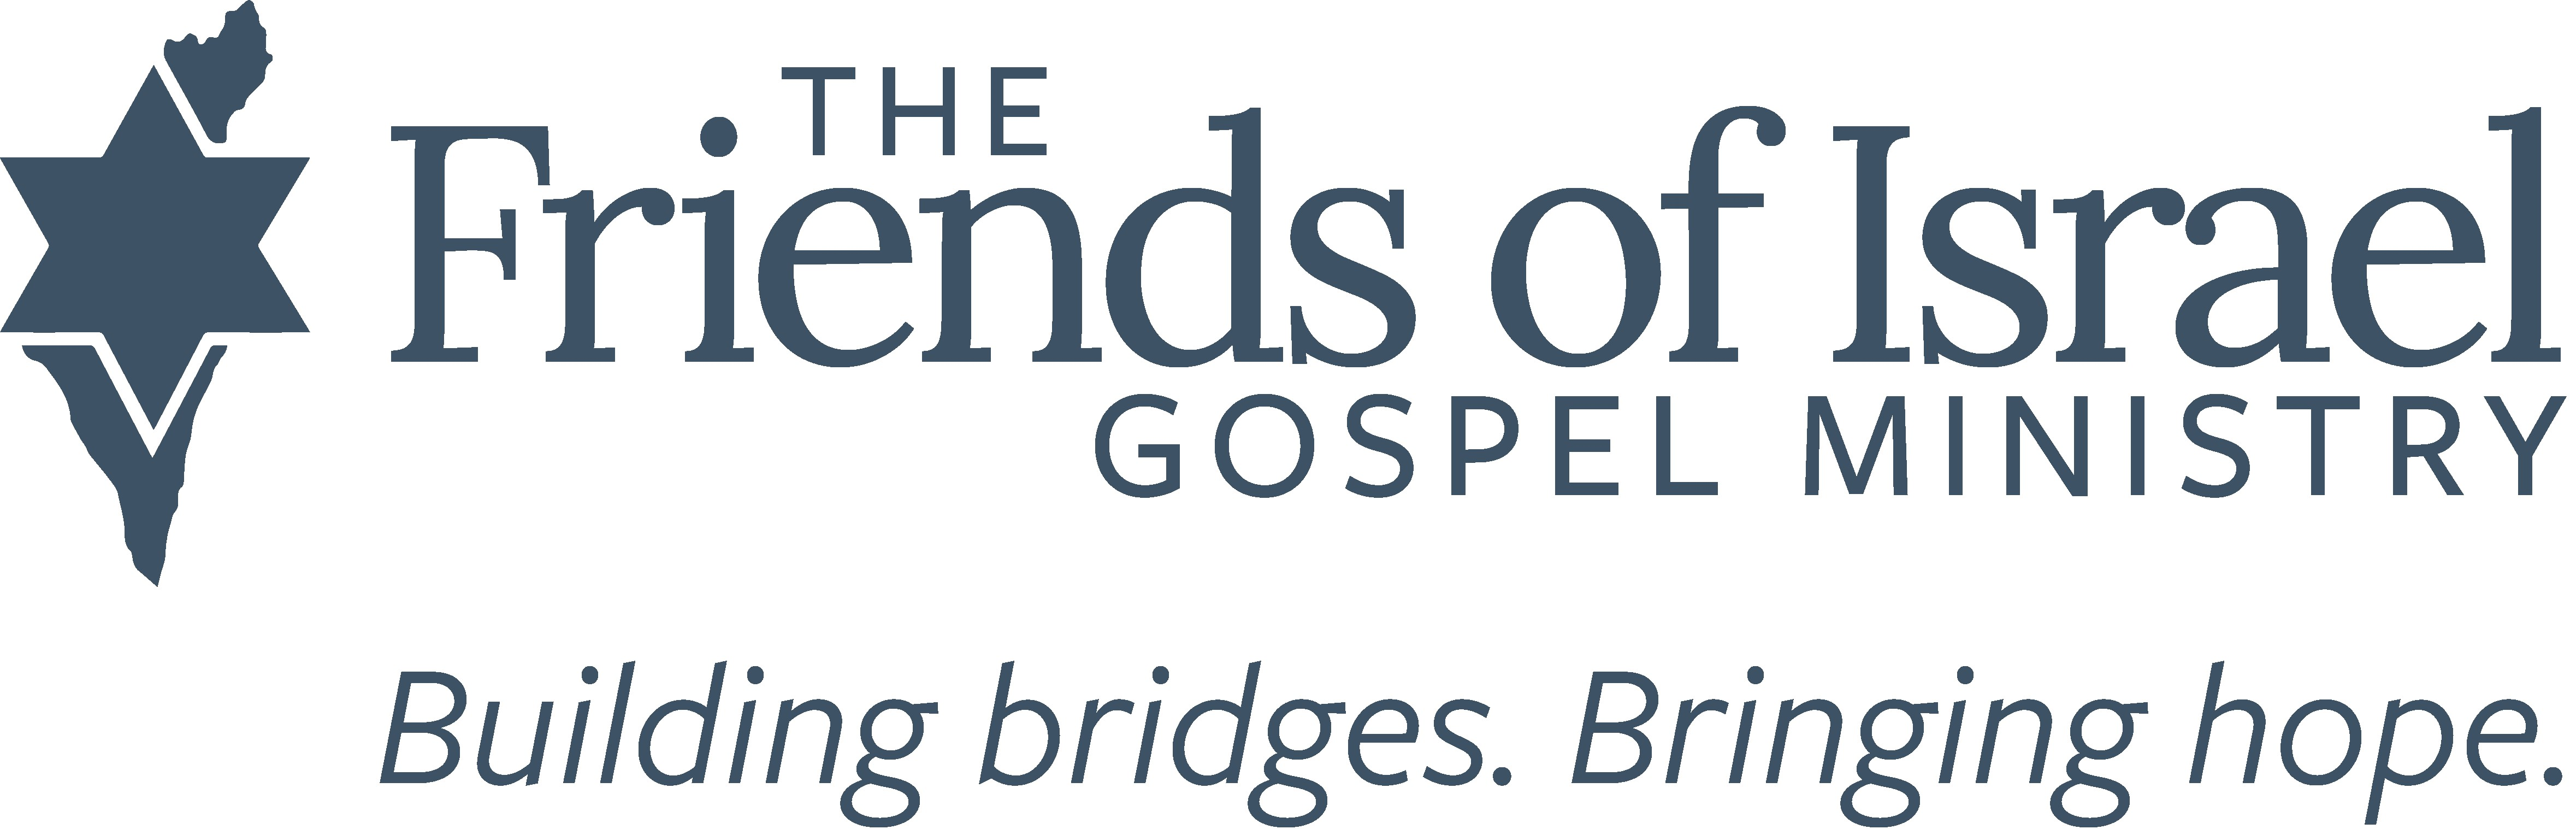 THE
Friends of Israel
GOSPEL MINISTRY
Building bridges. Bringing hope.